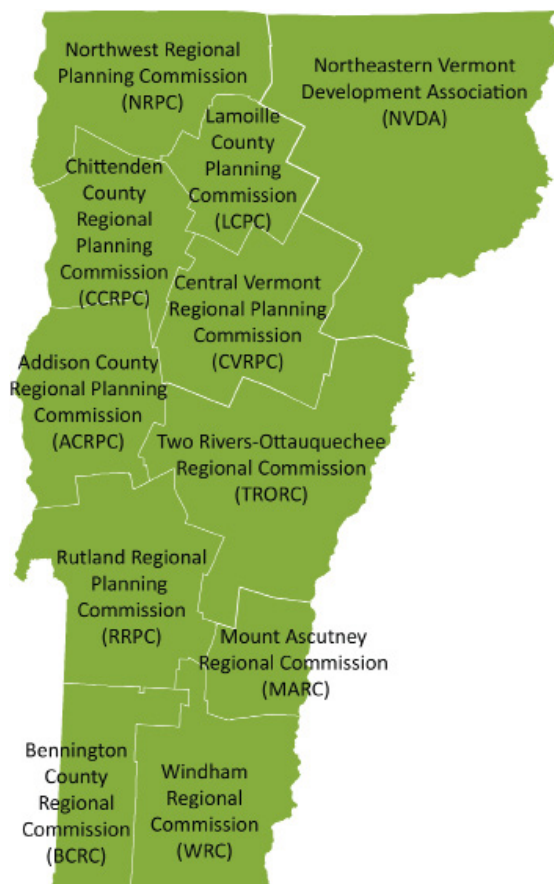 Northwest Regional
Planning Commission
(NRPC)
Northeastern Vermont
Development Association
(NVDA)
Lamoille
County
Planning
Commission
(LCPC)
Chittenden
County
Regional
Planning
Commission
(CCRPC)
Central Vermont
Regional Planning
Commission
(CVRPC)
Addison County
Regional Planning
Commission
(ACRPC)
Two Rivers-Ottauquechee
Regional Commission
(TRORC)
Rutland Regional
Planning
Commission
(RRPC)
Mount Ascutney
Regional Commission
(MARC)
Bennington
County
Regional
Commission
(BCRC)
Windham
Regional
Commission
(WRC)